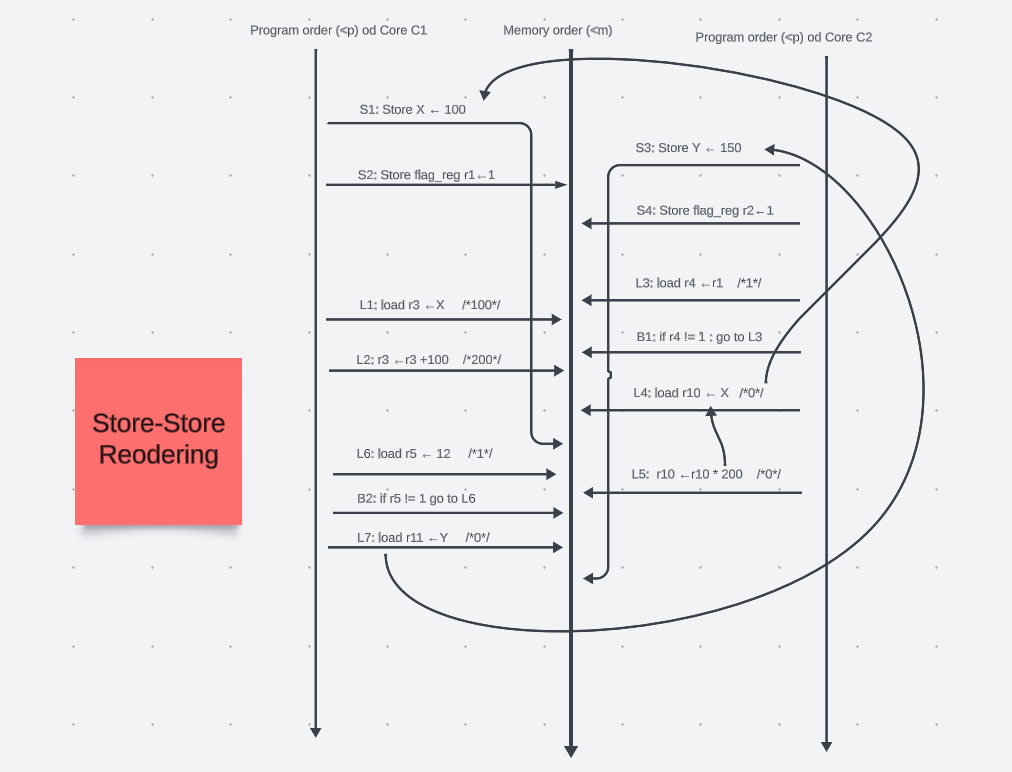 Program order (<p) od Core C1
Memory order (<m)
Program order (<p) od Core C2
S1: Store X ← 100
S3: Store Y ← 150
S2: Store flag_reg r1←1
S4: Store flag_reg r2←1
L3: load r4 ←r1 /*1*/
L1: load r3 ←X /*100*/
B1: if r4 != 1 ; go to L3
L2: r3 ←r3 +100 /*200*/
L4: load r10 ← X /*0*/
Store-Store
Reodering
L6: load r5 ← 12 /*1*/
L5: r10 ←r10 * 200 /*0*/
B2: if r5 != 1 go to L6
L7: load r11 ←Y /*0*/